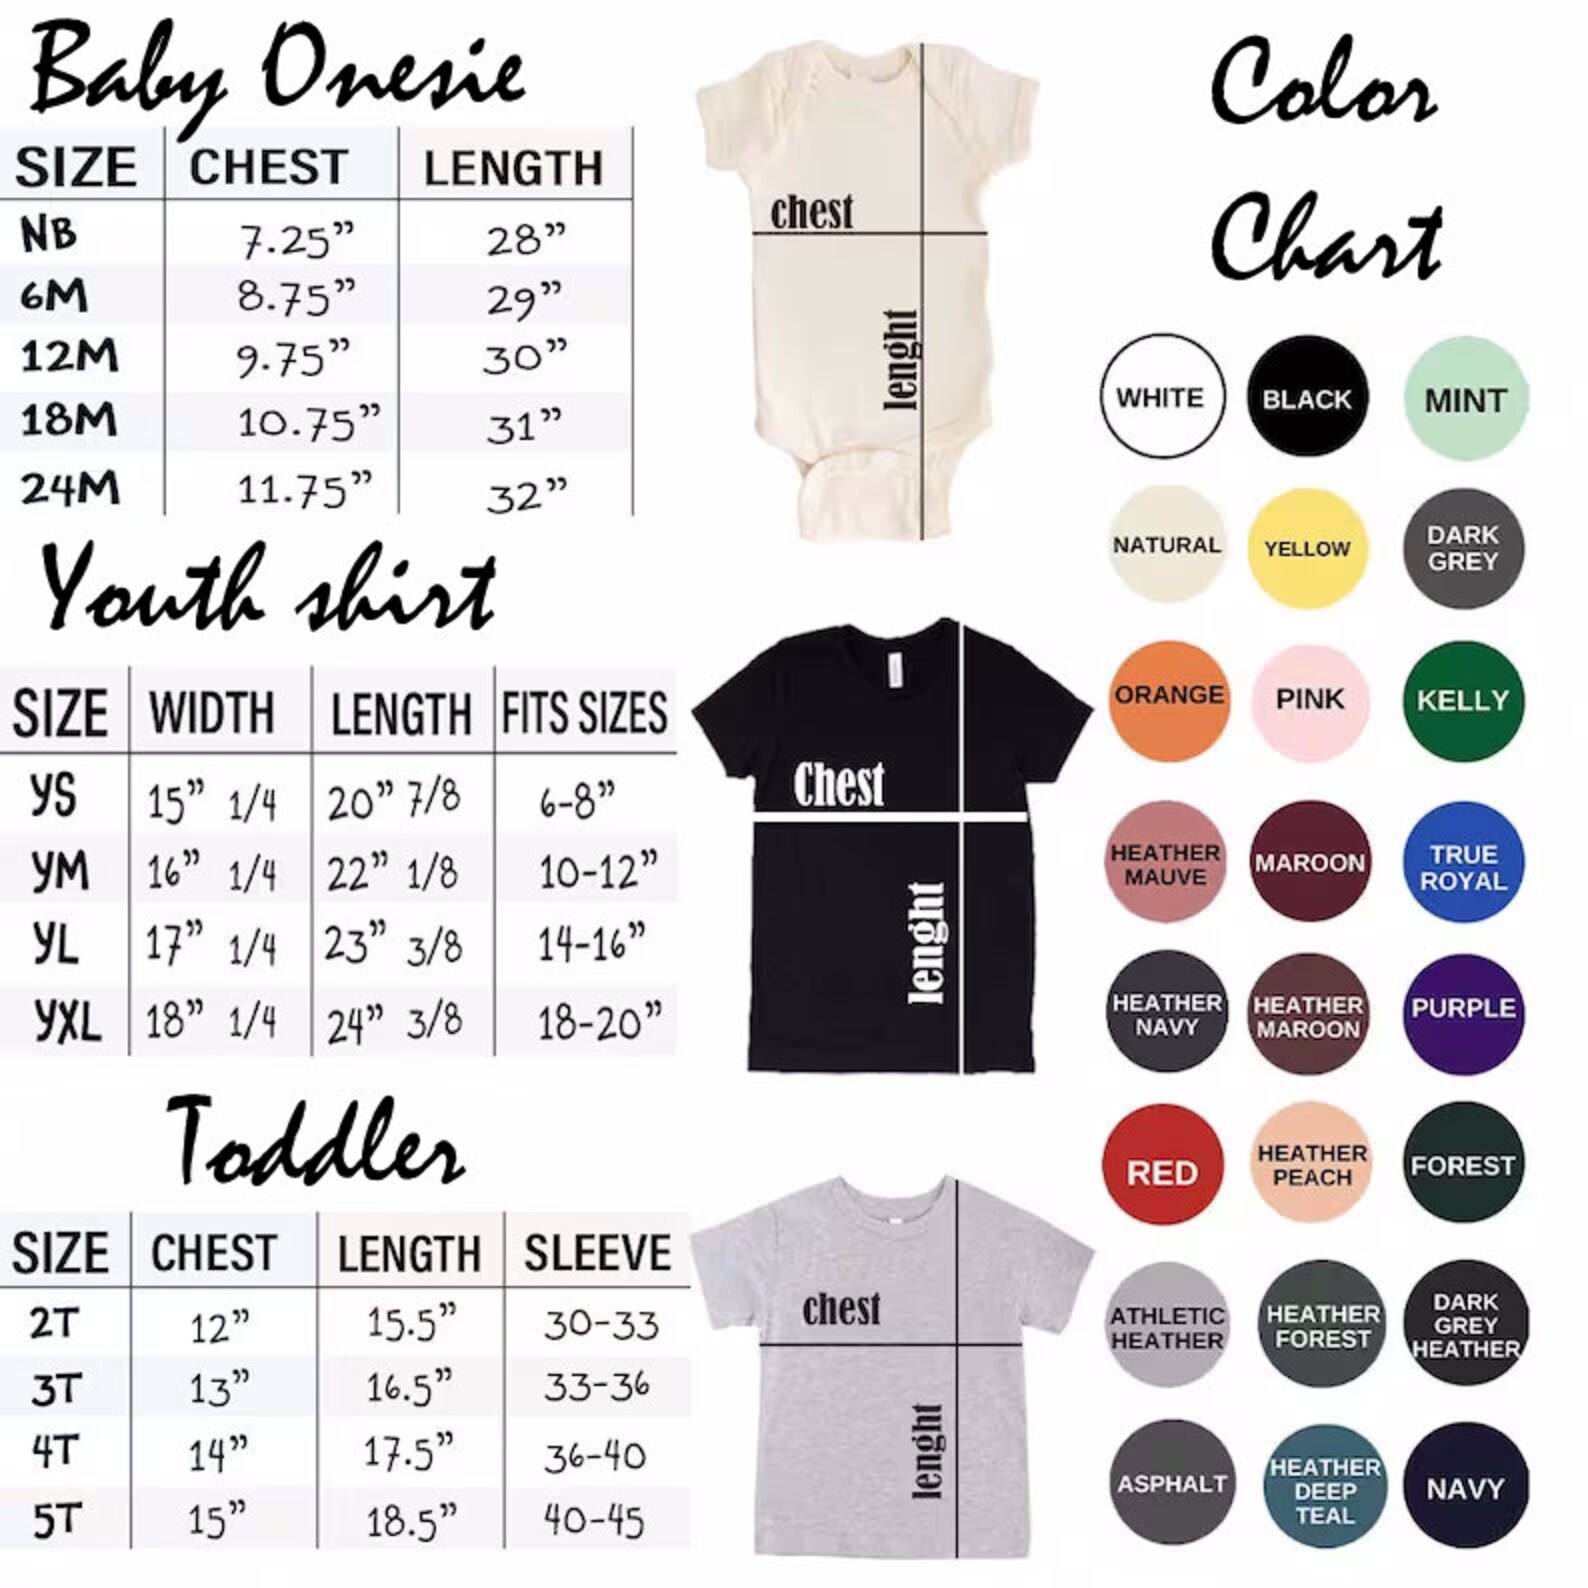 Baby Onesie
SIZE CHEST LENGTH
NB 7.25” 28”
6M 8.75” 29”
12M 9.75” 30”
18M 10.75” 31”
24M 11.75” 32”
chest
lenght
Youth shirt
SIZE WIDTH LENGTH FITS SIZES
YS 15” 1/4 20” 7/8 6-8”
YM 16” 1/4 22” 1/8 10-12”
YL 17” 1/4 23” 3/8 14-16”
YXL 18” 1/4 24” 3/8 18-20”
Chest
lenght
Toddler
SIZE CHEST LENGTH SLEEVE
2T 12” 15.5” 30-33
3T 13” 16.5” 33-36
4T 14” 17.5” 36-40
5T 15” 18.5” 40-45
chest
lenght
Color
Chart
WHITE
BLACK
MINT
NATURAL
YELLOW
DARK
GREY
ORANGE
PINK
KELLY
HEATHER
MAUVE
MAROON
TRUE
ROYAL
HEATHER
NAVY
HEATHER
MAROON
PURPLE
RED
HEATHER
PEACH
FOREST
ATHLETIC
HEATHER
HEATHER
FOREST
DARK
GREY
HEATHER
ASPHALT
HEATHER
DEEP
TEAL
NAVY